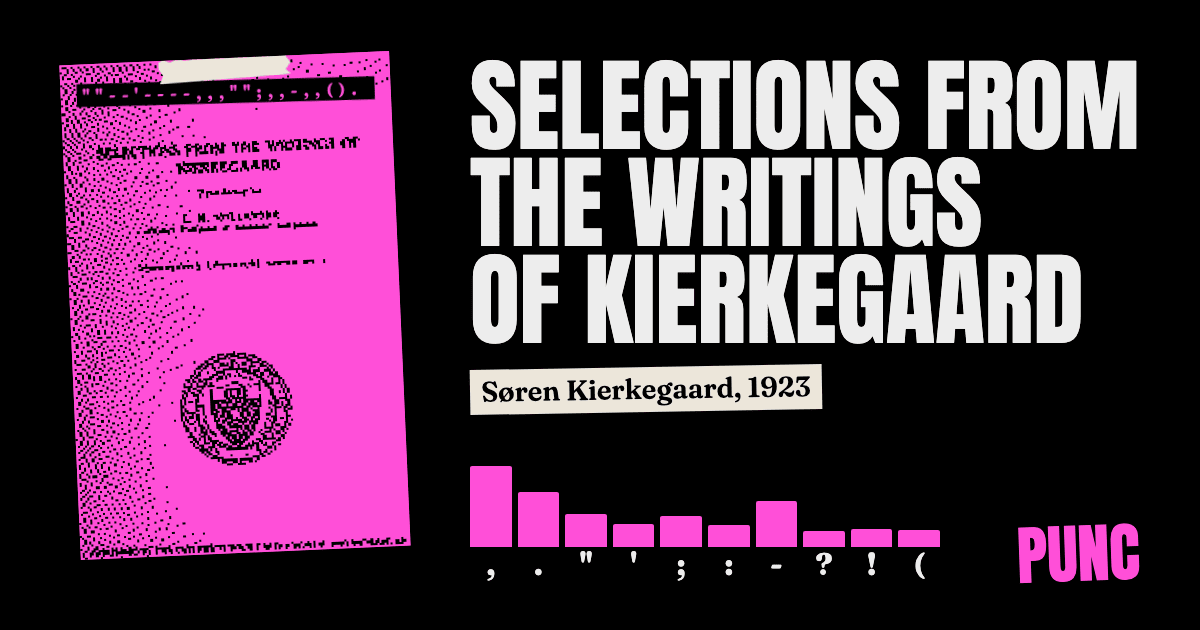 ""--'----,,,"";,,-,,().
SELECTIONS FROM THE WRITINGS OF
KIERKEGAARD
SELECTIONS FROM
THE WRITINGS
OF KIERKEGAARD
Søren Kierkegaard, 1923
, . " ' ; : - ? ! (
PUNC